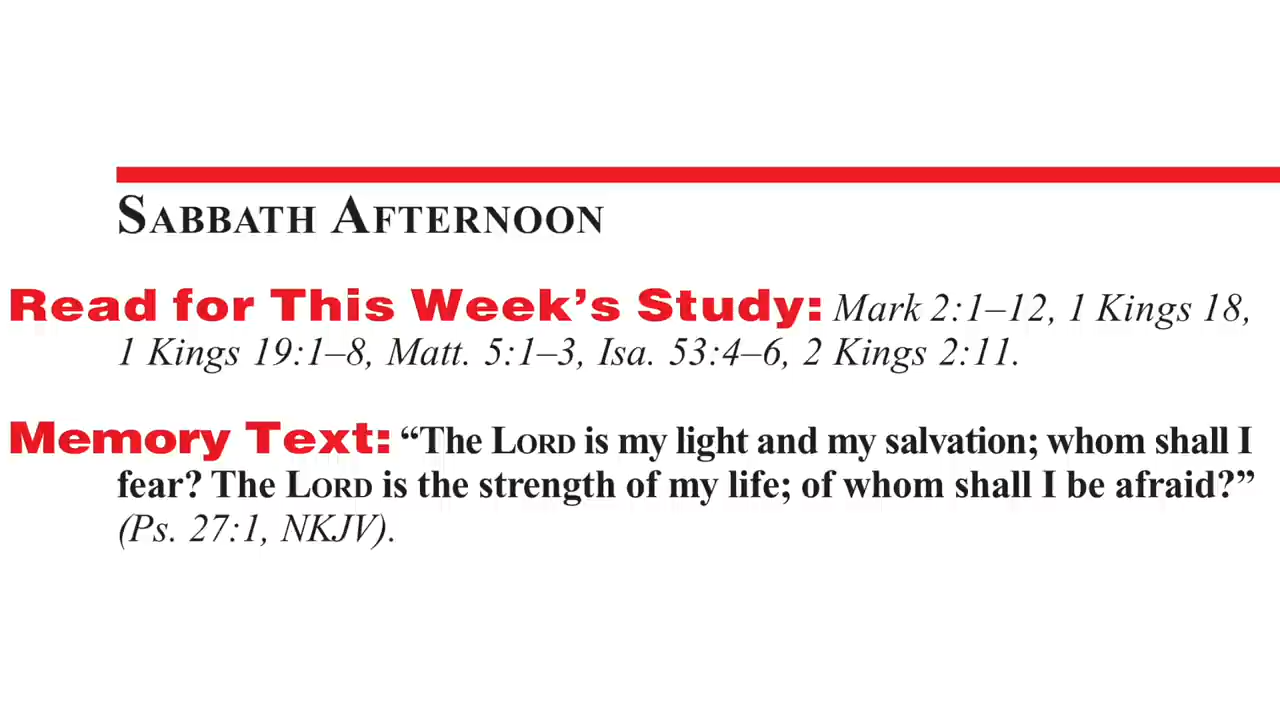 SABBATH AFTERNOON
Read for This Week’s Study: Mark 2:1–12, 1 Kings 18,
1 Kings 19:1–8, Matt. 5:1–3, Isa. 53:4–6, 2 Kings 2:11.
Memory Text: “The LORD is my light and my salvation; whom shall I
fear? The LORD is the strength of my life; of whom shall I be afraid?”
(Ps. 27:1, NKJV).